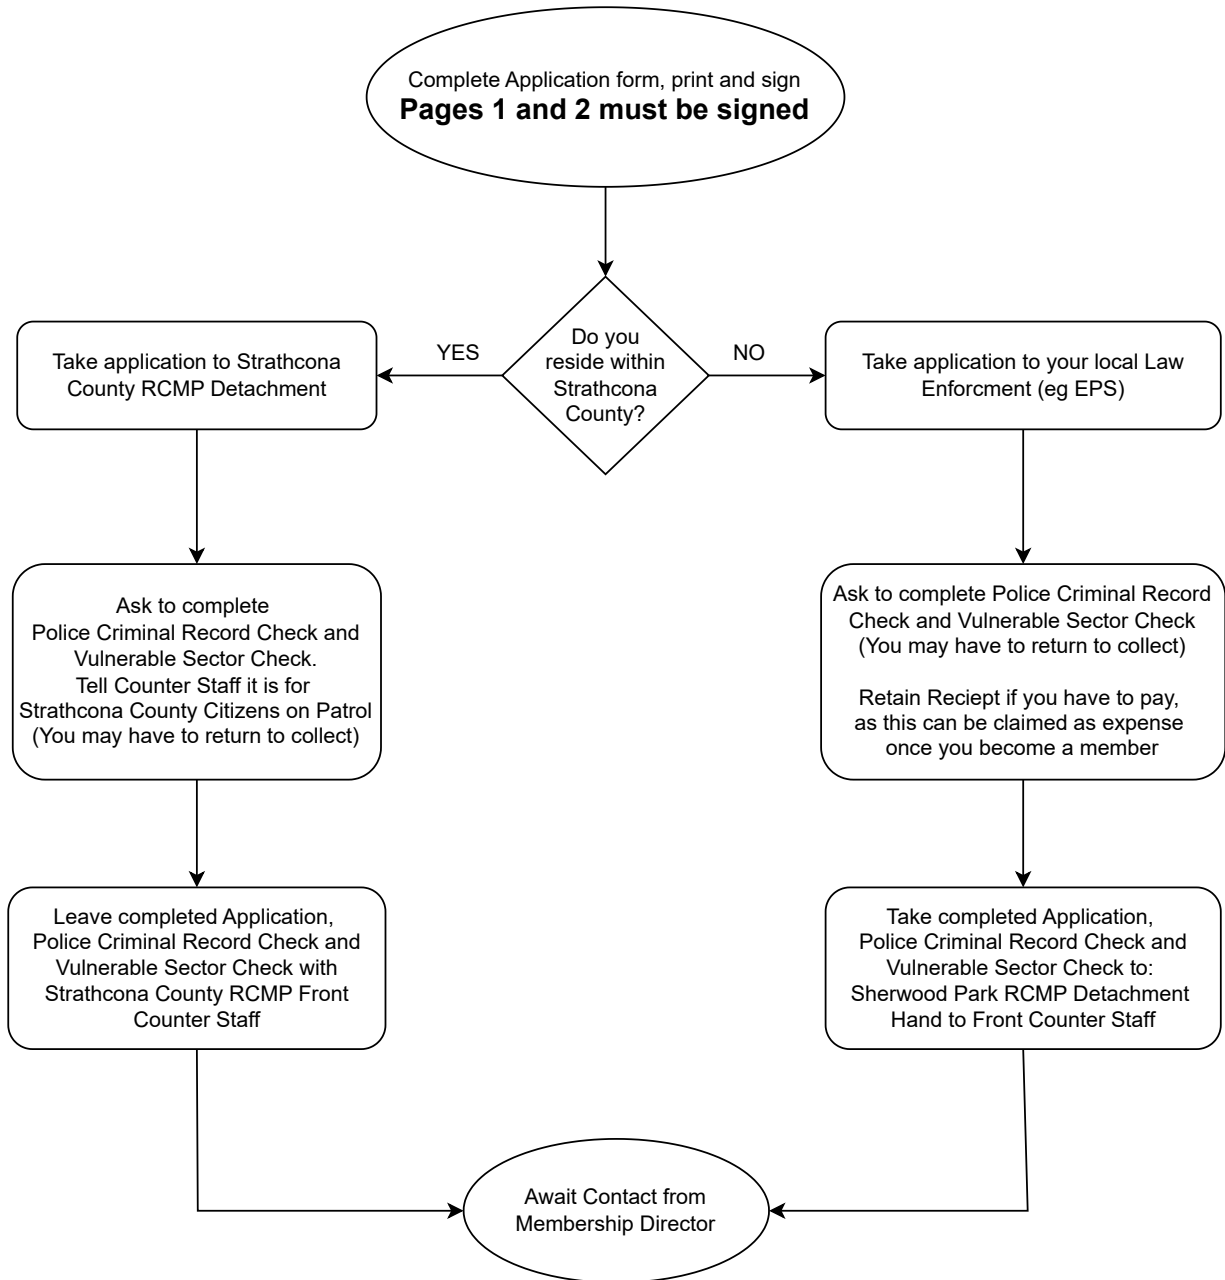 Complete Application form, print and sign
Pages 1 and 2 must be signed
Do you
reside within
Strathcona
County?
YES
NO
Take application to Strathcona
County RCMP Detachment
Take application to your local Law
Enforcment (eg EPS)
Ask to complete
Police Criminal Record Check and
Vulnerable Sector Check.
Tell Counter Staff it is for
Strathcona County Citizens on Patrol
(You may have to return to collect)
Ask to complete Police Criminal Record
Check and Vulnerable Sector Check
(You may have to return to collect)
Retain Reciept if you have to pay,
as this can be claimed as expense
once you become a member
Leave completed Application,
Police Criminal Record Check and
Vulnerable Sector Check with
Strathcona County RCMP Front
Counter Staff
Take completed Application,
Police Criminal Record Check and
Vulnerable Sector Check to:
Sherwood Park RCMP Detachment
Hand to Front Counter Staff
Await Contact from
Membership Director